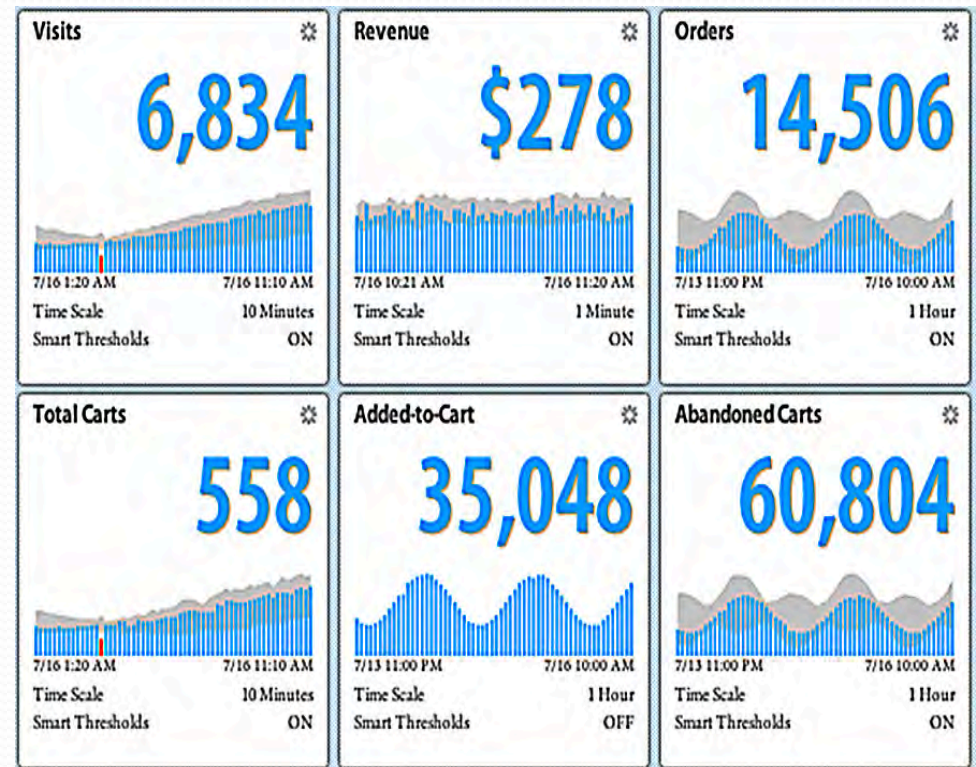 Visits
6,834
7/16 1:20 AM 7/16 11:10 AM
Time Scale 10 Minutes
Smart Thresholds ON
Revenue
$278
7/16 10:21 AM 7/16 11:20 AM
Time Scale 1 Minute
Smart Thresholds ON
Orders
14,506
7/13 11:00 PM 7/16 10:00 AM
Time Scale 1 Hour
Smart Thresholds ON
Total Carts
558
7/16 1:20 AM 7/16 11:10 AM
Time Scale 10 Minutes
Smart Thresholds ON
Added-to-Cart
35,048
7/13 11:00 PM 7/16 10:00 AM
Time Scale 1 Hour
Smart Thresholds OFF
Abandoned Carts
60,804
7/13 11:00 PM 7/16 10:00 AM
Time Scale 1 Hour
Smart Thresholds ON